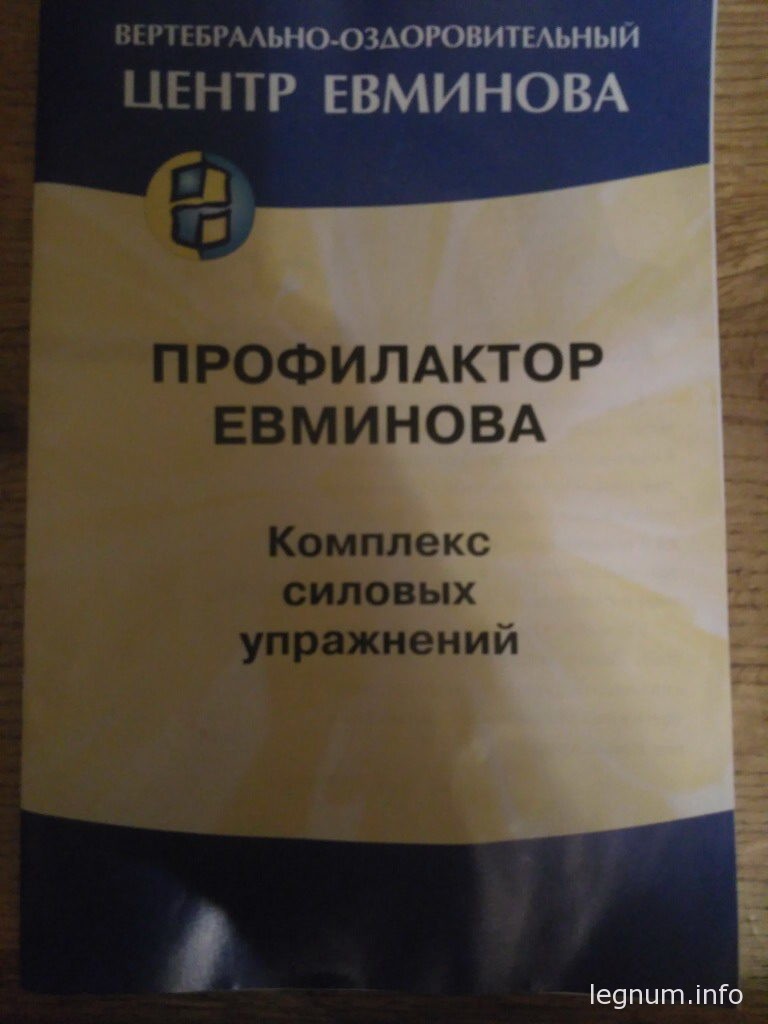 ВЕРТЕБРАЛЬНО-ОЗДОРОВИТЕЛЬНЫЙ
ЦЕНТР ЕВМИНОВА
ПРОФИЛАКТОР
ЕВМИНОВА
Комплекс
силовых
упражнений
legnum.info